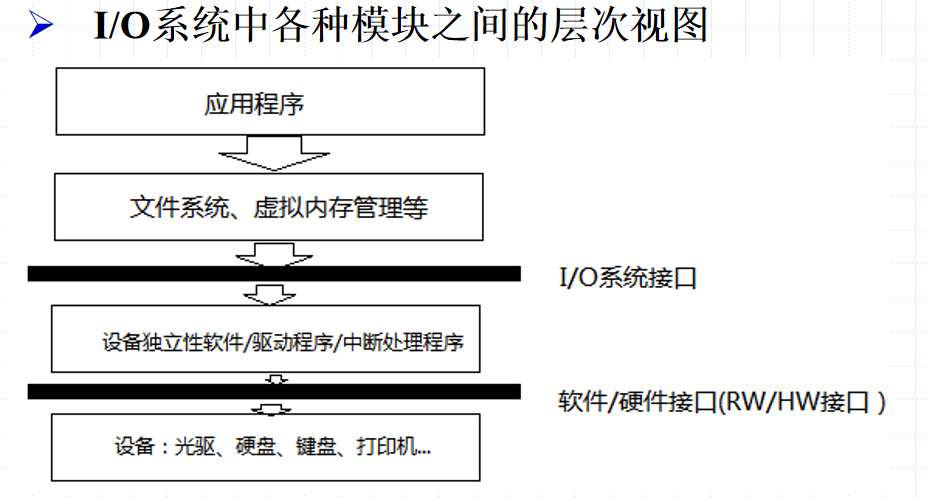 I/O系统中各种模块之间的层次视图
应用程序
文件系统、虚拟内存管理等
I/O系统接口
设备独立性软件/驱动程序/中断处理程序
软件/硬件接口(RW/HW接口)
设备：光驱、硬盘、键盘、打印机...